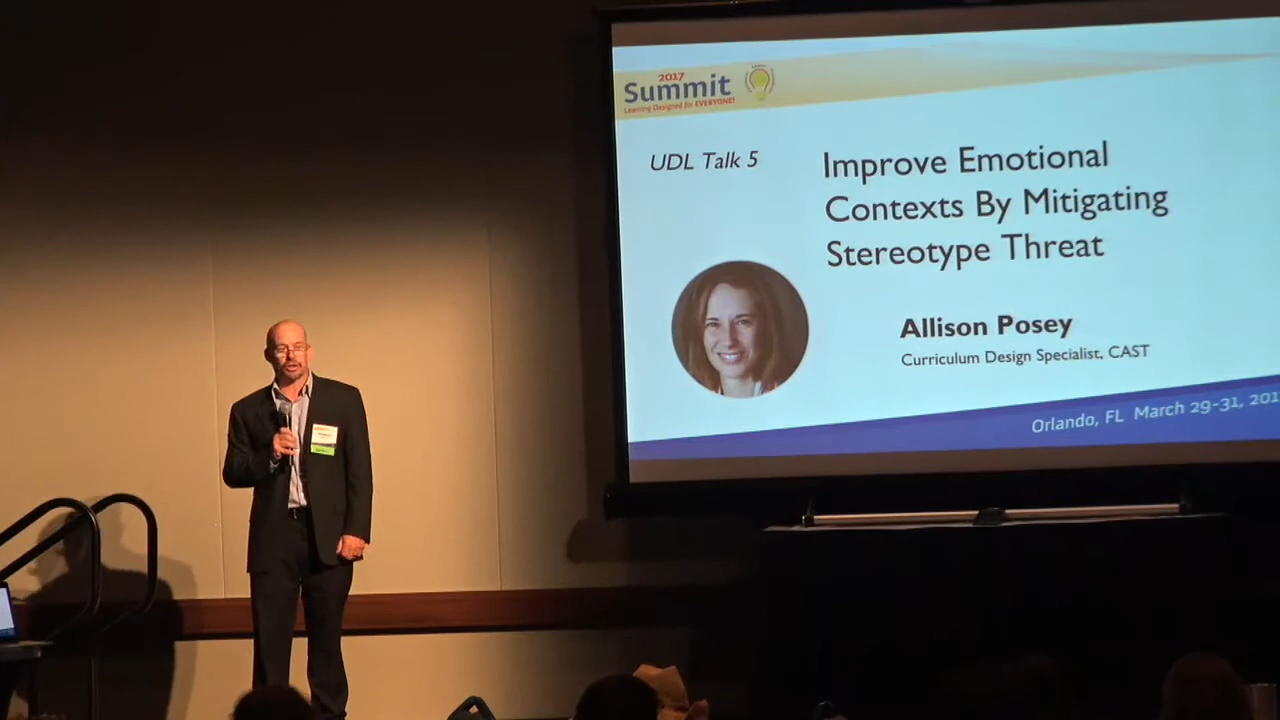 2017
Summit
Learning Designed for EVERYONE!
UDL Talk 5
Improve Emotional
Contexts By Mitigating
Stereotype Threat
Allison Posey
Curriculum Design Specialist, CAST
Orlando, FL March 29-31, 201